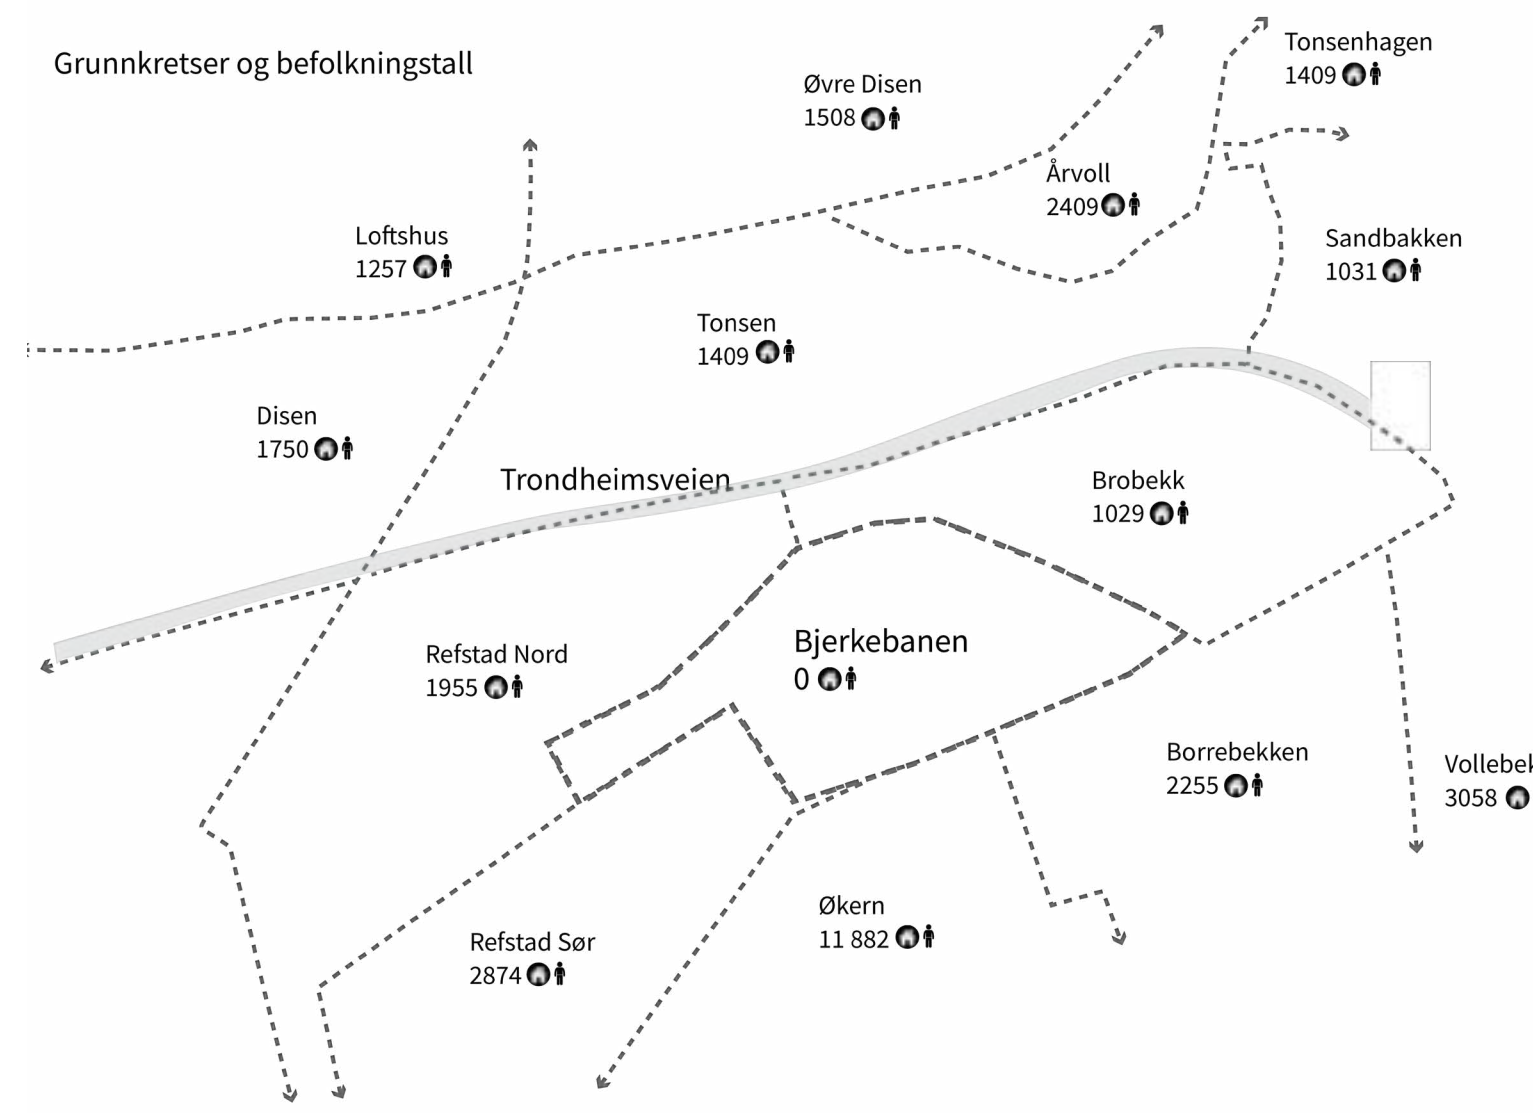 Grunnkretser og befolkningstall
Tonsenhagen
1409
Øvre Disen
1508
Årvoll
2409
Loftshus
1257
Sandbakken
1031
Tonsen
1409
Disen
1750
Trondheimsveien
Brobekk
1029
Bjerkebanen
0
Refstad Nord
1955
Borrebekken
2255
Vollebek
3058
Økern
11 882
Refstad Sør
2874